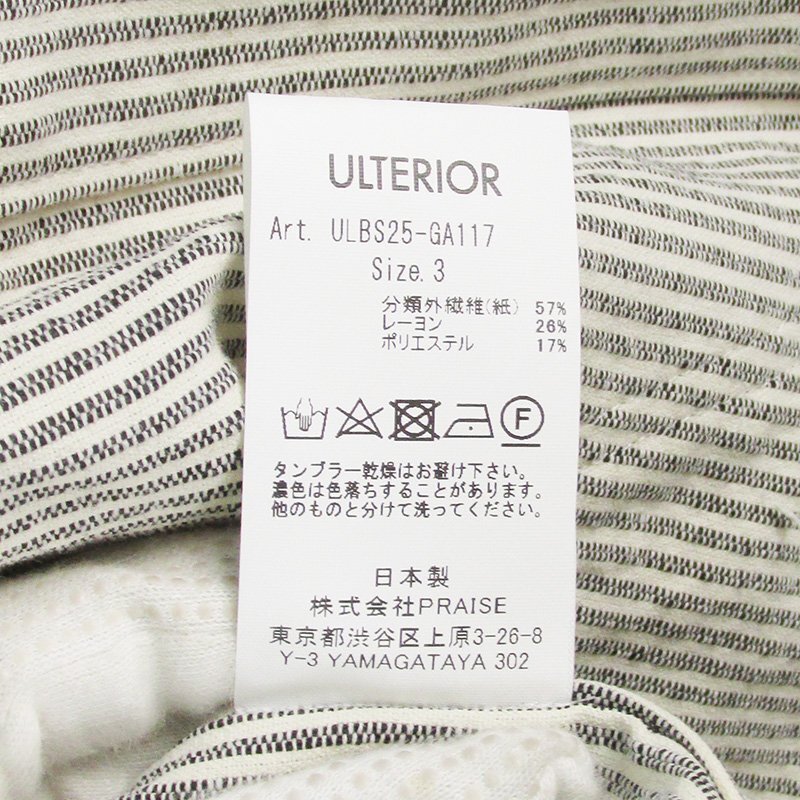 ULTERIOR
Art. ULBS25-GA117
Size.3
分類外繊維(紙) 57%
レーヨン 26%
ポリエステル 17%
F
タンブラー乾燥はお避け下さい。
濃色は色落ちすることがあります。
他のものと分けて洗ってください。
日本製
株式会社PRAISE
東京都渋谷区上原3-26-8
Y-3 YAMAGATAYA 302